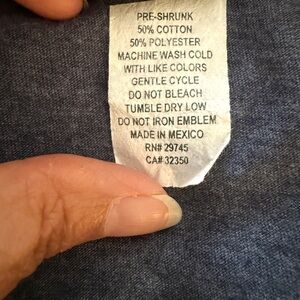 PRE-SHRUNK
50% COTTON
50% POLYESTER
MACHINE WASH COLD
WITH LIKE COLORS
GENTLE CYCLE
DO NOT BLEACH
TUMBLE DRY LOW
DO NOT IRON EMBLEM
MADE IN MEXICO
RN# 29745
CA# 32350